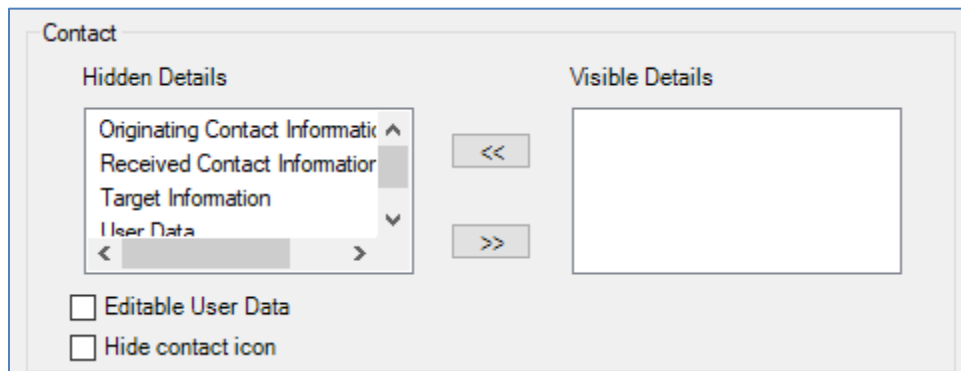 Contact
Hidden Details
Visible Details
Originating Contact Informatic
Received Contact Information
Target Information
User Data
<<
>>
Editable User Data
Hide contact icon